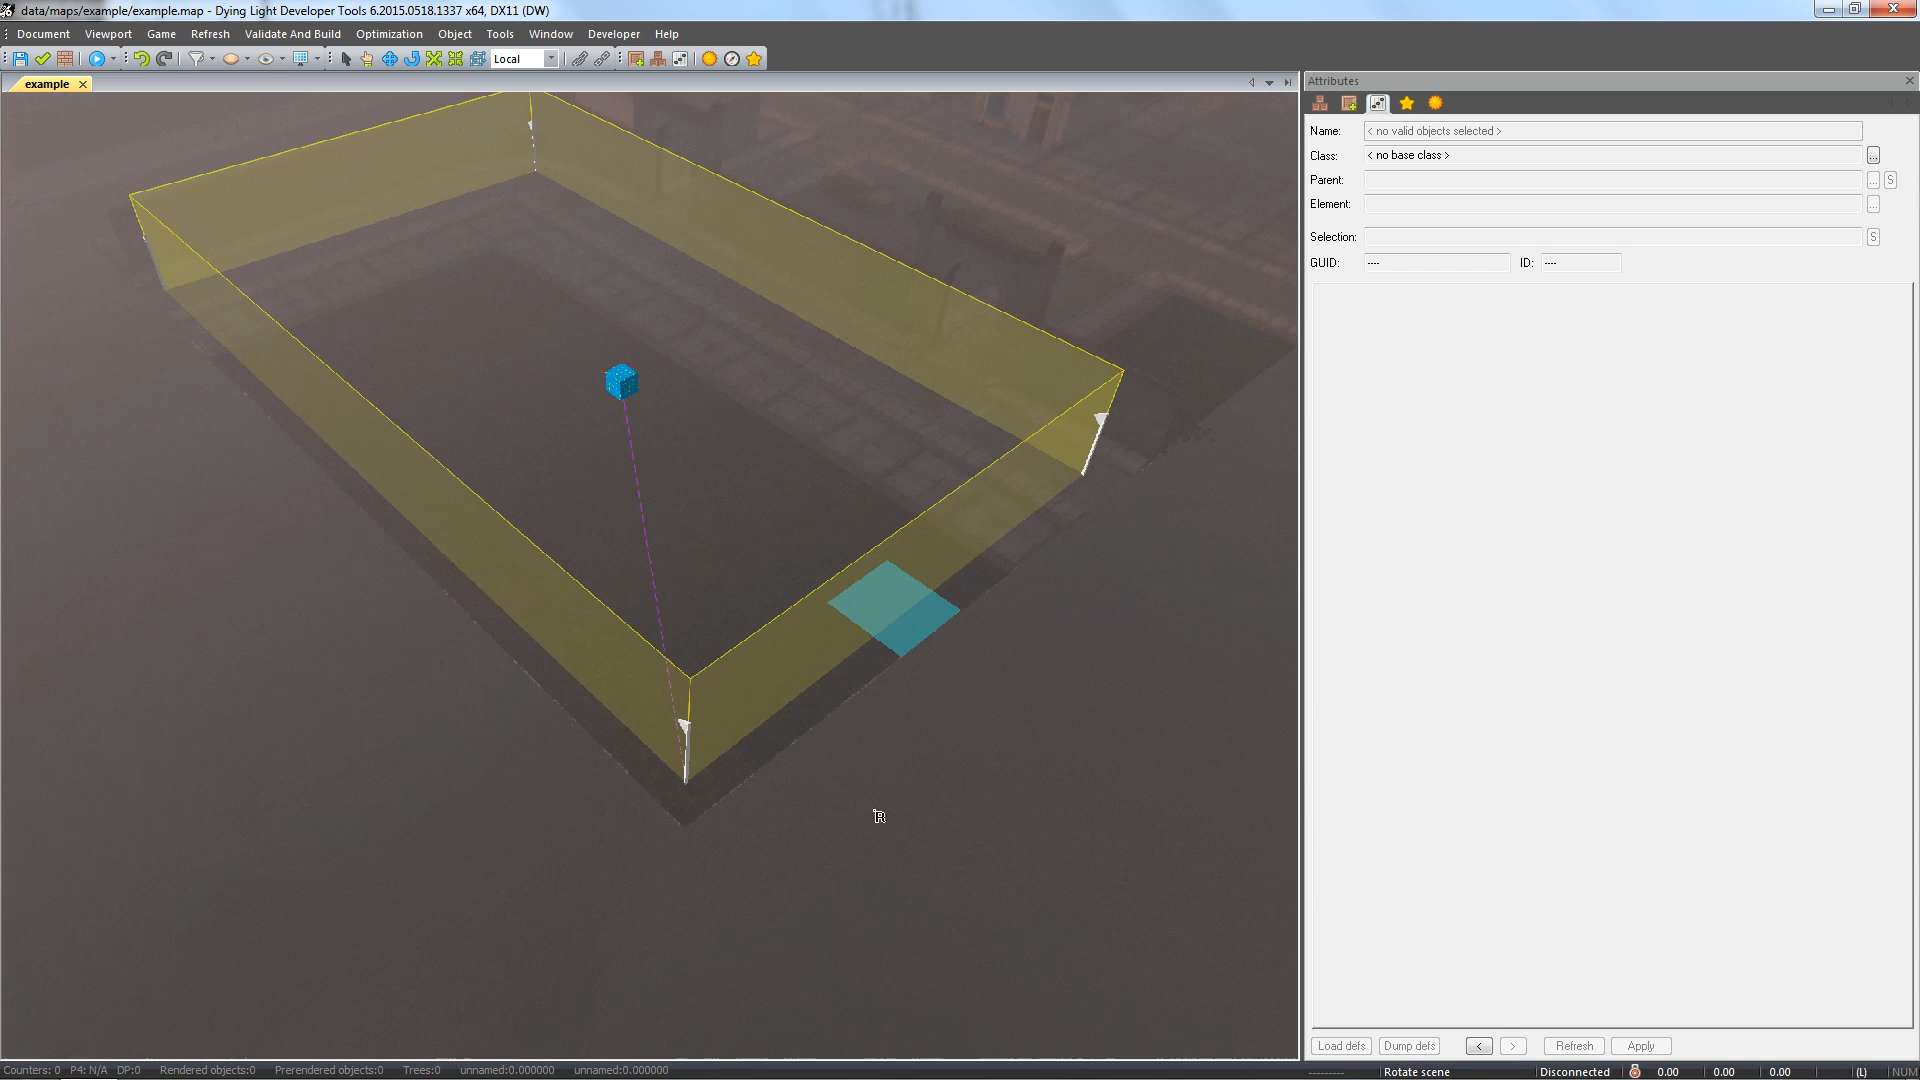 data/maps/example/example.map - Dying Light Developer Tools 6.2015.0518.1337 x64, DX11 (DW)
Document Viewport Game Refresh Validate And Build Optimization Object Tools Window Developer Help
Local
example
Attributes
Name: < no valid objects selected >
Class: < no base class > ...
Parent: ... S
Element: ...
Selection: S
GUID: ---- ID: ----
R
Load defs Dump defs < > Refresh Apply
Counters: 0 P4: N/A DP:0 Rendered objects:0 Prerendered objects:0 Trees:0 unnamed:0.000000 unnamed:0.000000 --------- Rotate scene Disconnected 0.00 0.00 0.00 (L) NUM